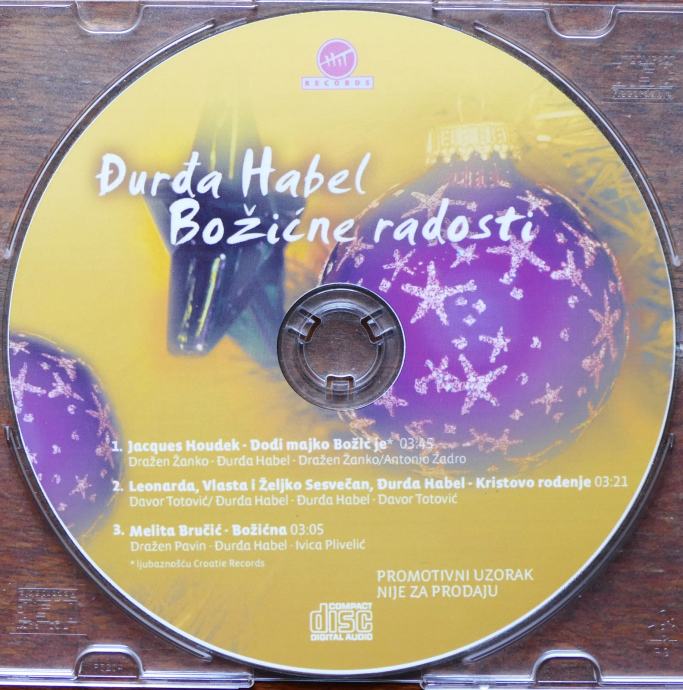 HIT
RECORDS
Đurđa Habel
Božićne radosti
1. Jacques Houdek - Dođi majko Božić je* 03:45
Dražen Žanko - Đurđa Habel - Dražen Žanko/Antonio Zadro
2. Leonarda, Vlasta i Željko Sesvečan, Đurđa Habel - Kristovo rođenje 03:21
Davor Totović/ Đurđa Habel - Đurđa Habel - Davor Totović
3. Melita Bručić - Božićna 03:05
Dražen Pavin - Đurđa Habel - Ivica Plivelić
* ljubaznošću Croatie Records
PROMOTIVNI UZORAK
NIJE ZA PRODAJU
COMPACT
disc
DIGITAL AUDIO